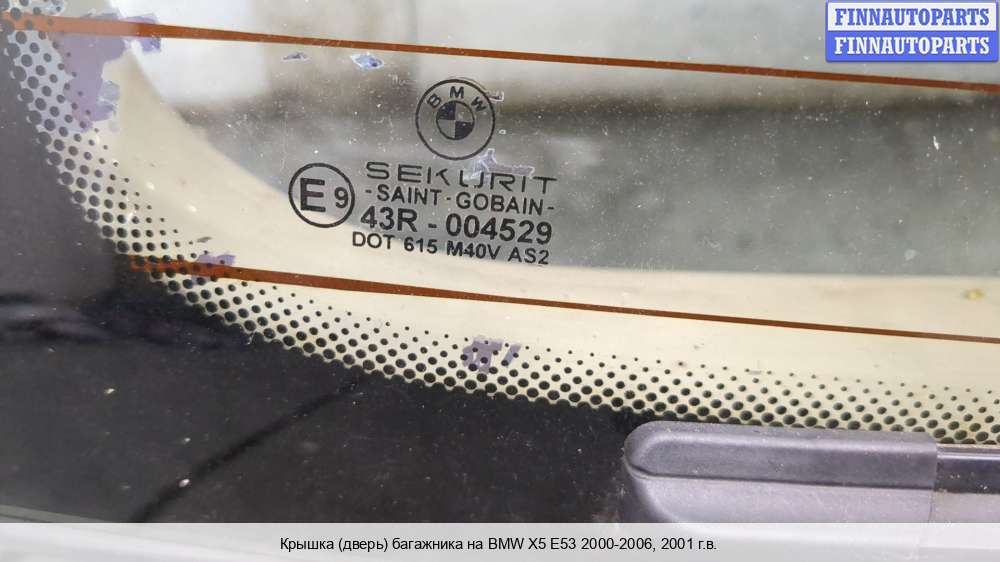 FINNAUTOPARTS
FINNAUTOPARTS
BMW
SEKURIT
E9
-SAINT-GOBAIN-
43R - 004529
DOT 615 M40V AS2
Крышка (дверь) багажника на BMW X5 E53 2000-2006, 2001 г.в.